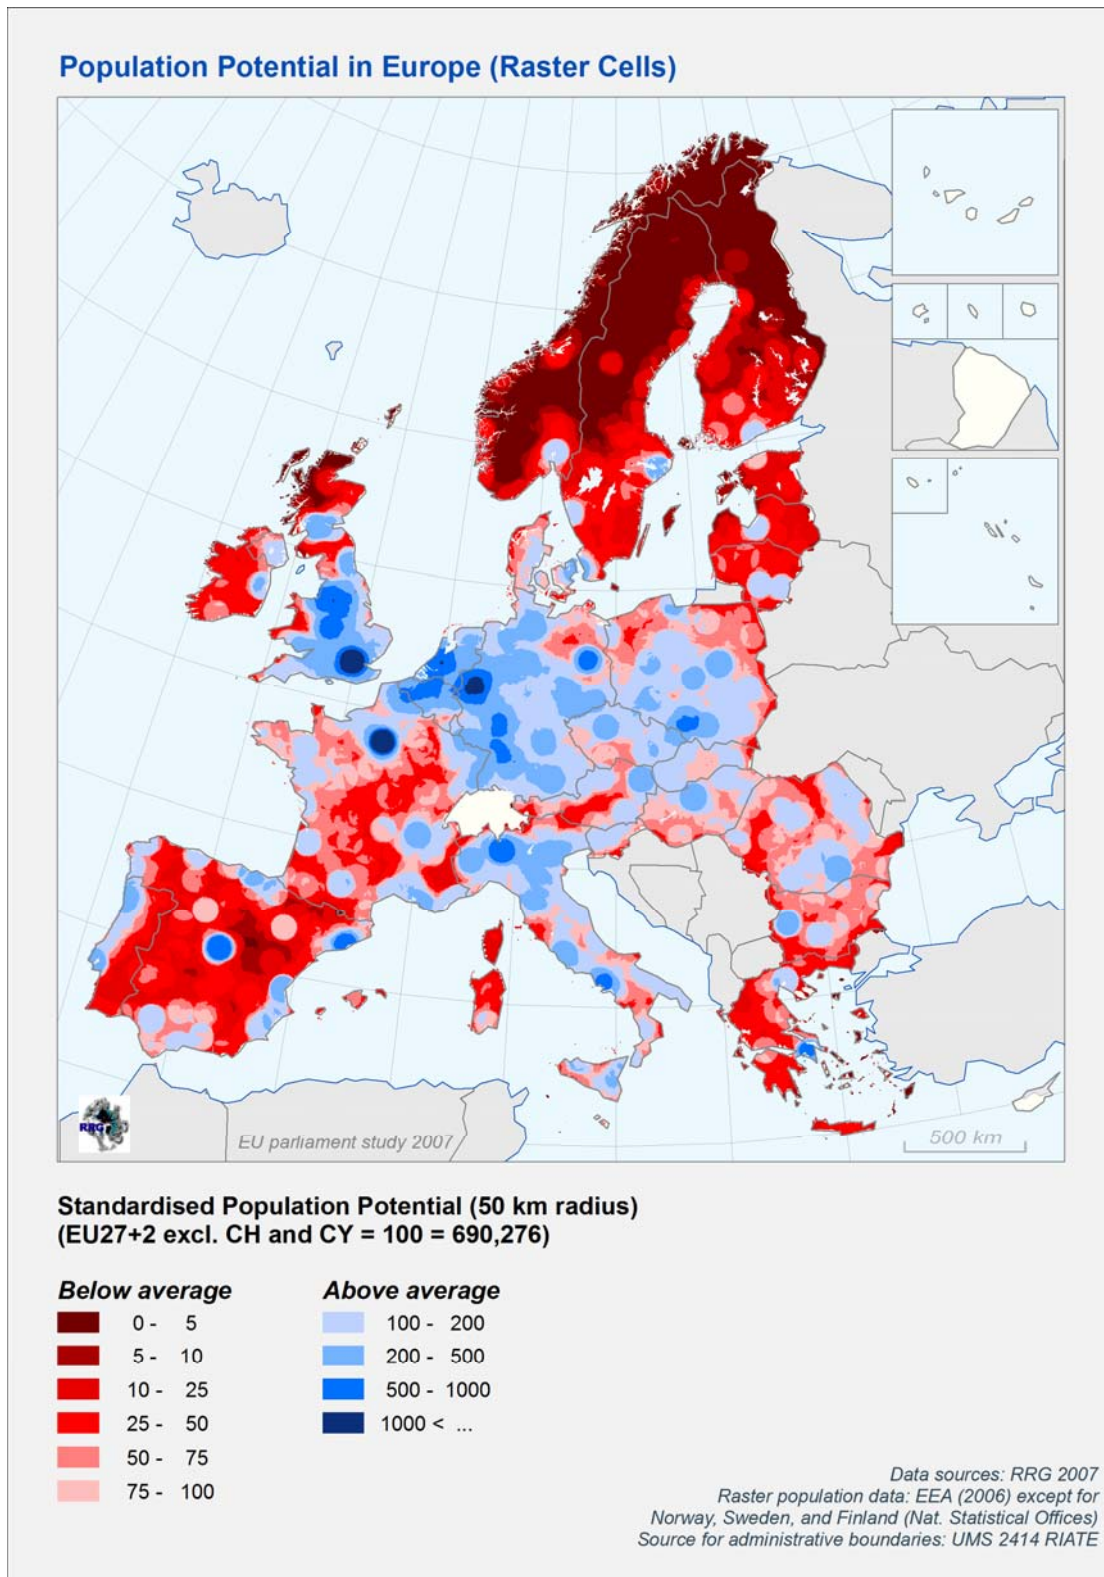 Population Potential in Europe (Raster Cells)
RRG
EU parliament study 2007
500 km
Standardised Population Potential (50 km radius)
(EU27+2 excl. CH and CY = 100 = 690,276)
Below average
0 - 5
5 - 10
10 - 25
25 - 50
50 - 75
75 - 100
Above average
100 - 200
200 - 500
500 - 1000
1000 < ...
Data sources: RRG 2007
Raster population data: EEA (2006) except for
Norway, Sweden, and Finland (Nat. Statistical Offices)
Source for administrative boundaries: UMS 2414 RIATE